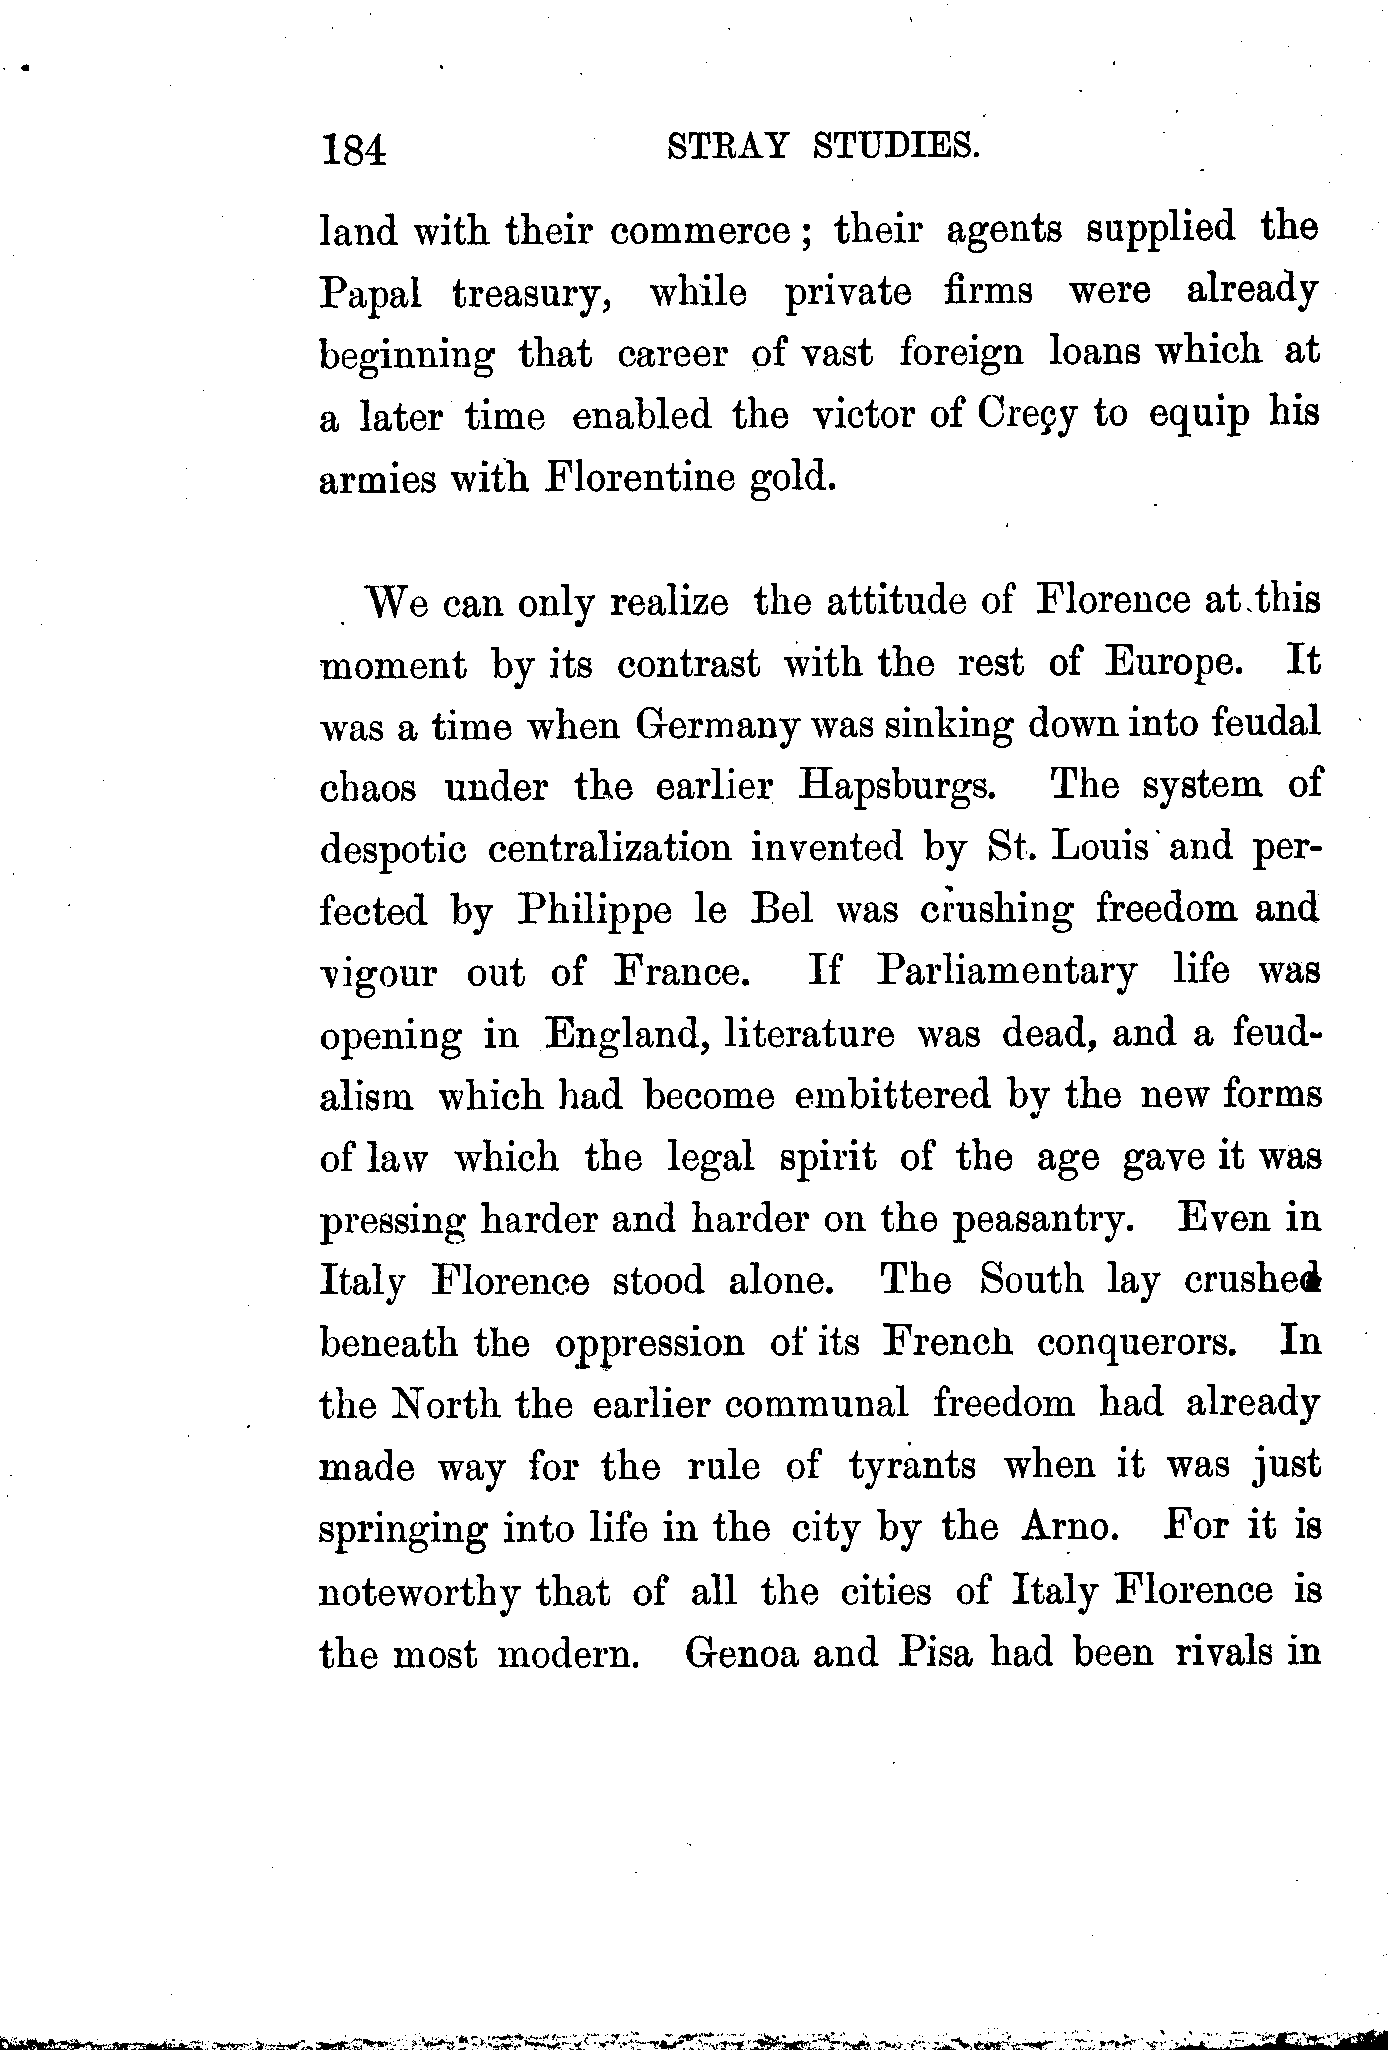 184 STRAY STUDIES.
land with their commerce; their agents supplied the
Papal treasury, while private firms were already
beginning that career of vast foreign loans which at
a later time enabled the victor of Creçy to equip his
armies with Florentine gold.
We can only realize the attitude of Florence at this
moment by its contrast with the rest of Europe. It
was a time when Germany was sinking down into feudal
chaos under the earlier Hapsburgs. The system of
despotic centralization invented by St. Louis and per-
fected by Philippe le Bel was crushing freedom and
vigour out of France. If Parliamentary life was
opening in England, literature was dead, and a feud-
alism which had become embittered by the new forms
of law which the legal spirit of the age gave it was
pressing harder and harder on the peasantry. Even in
Italy Florence stood alone. The South lay crushed
beneath the oppression of its French conquerors. In
the North the earlier communal freedom had already
made way for the rule of tyrants when it was just
springing into life in the city by the Arno. For it is
noteworthy that of all the cities of Italy Florence is
the most modern. Genoa and Pisa had been rivals in